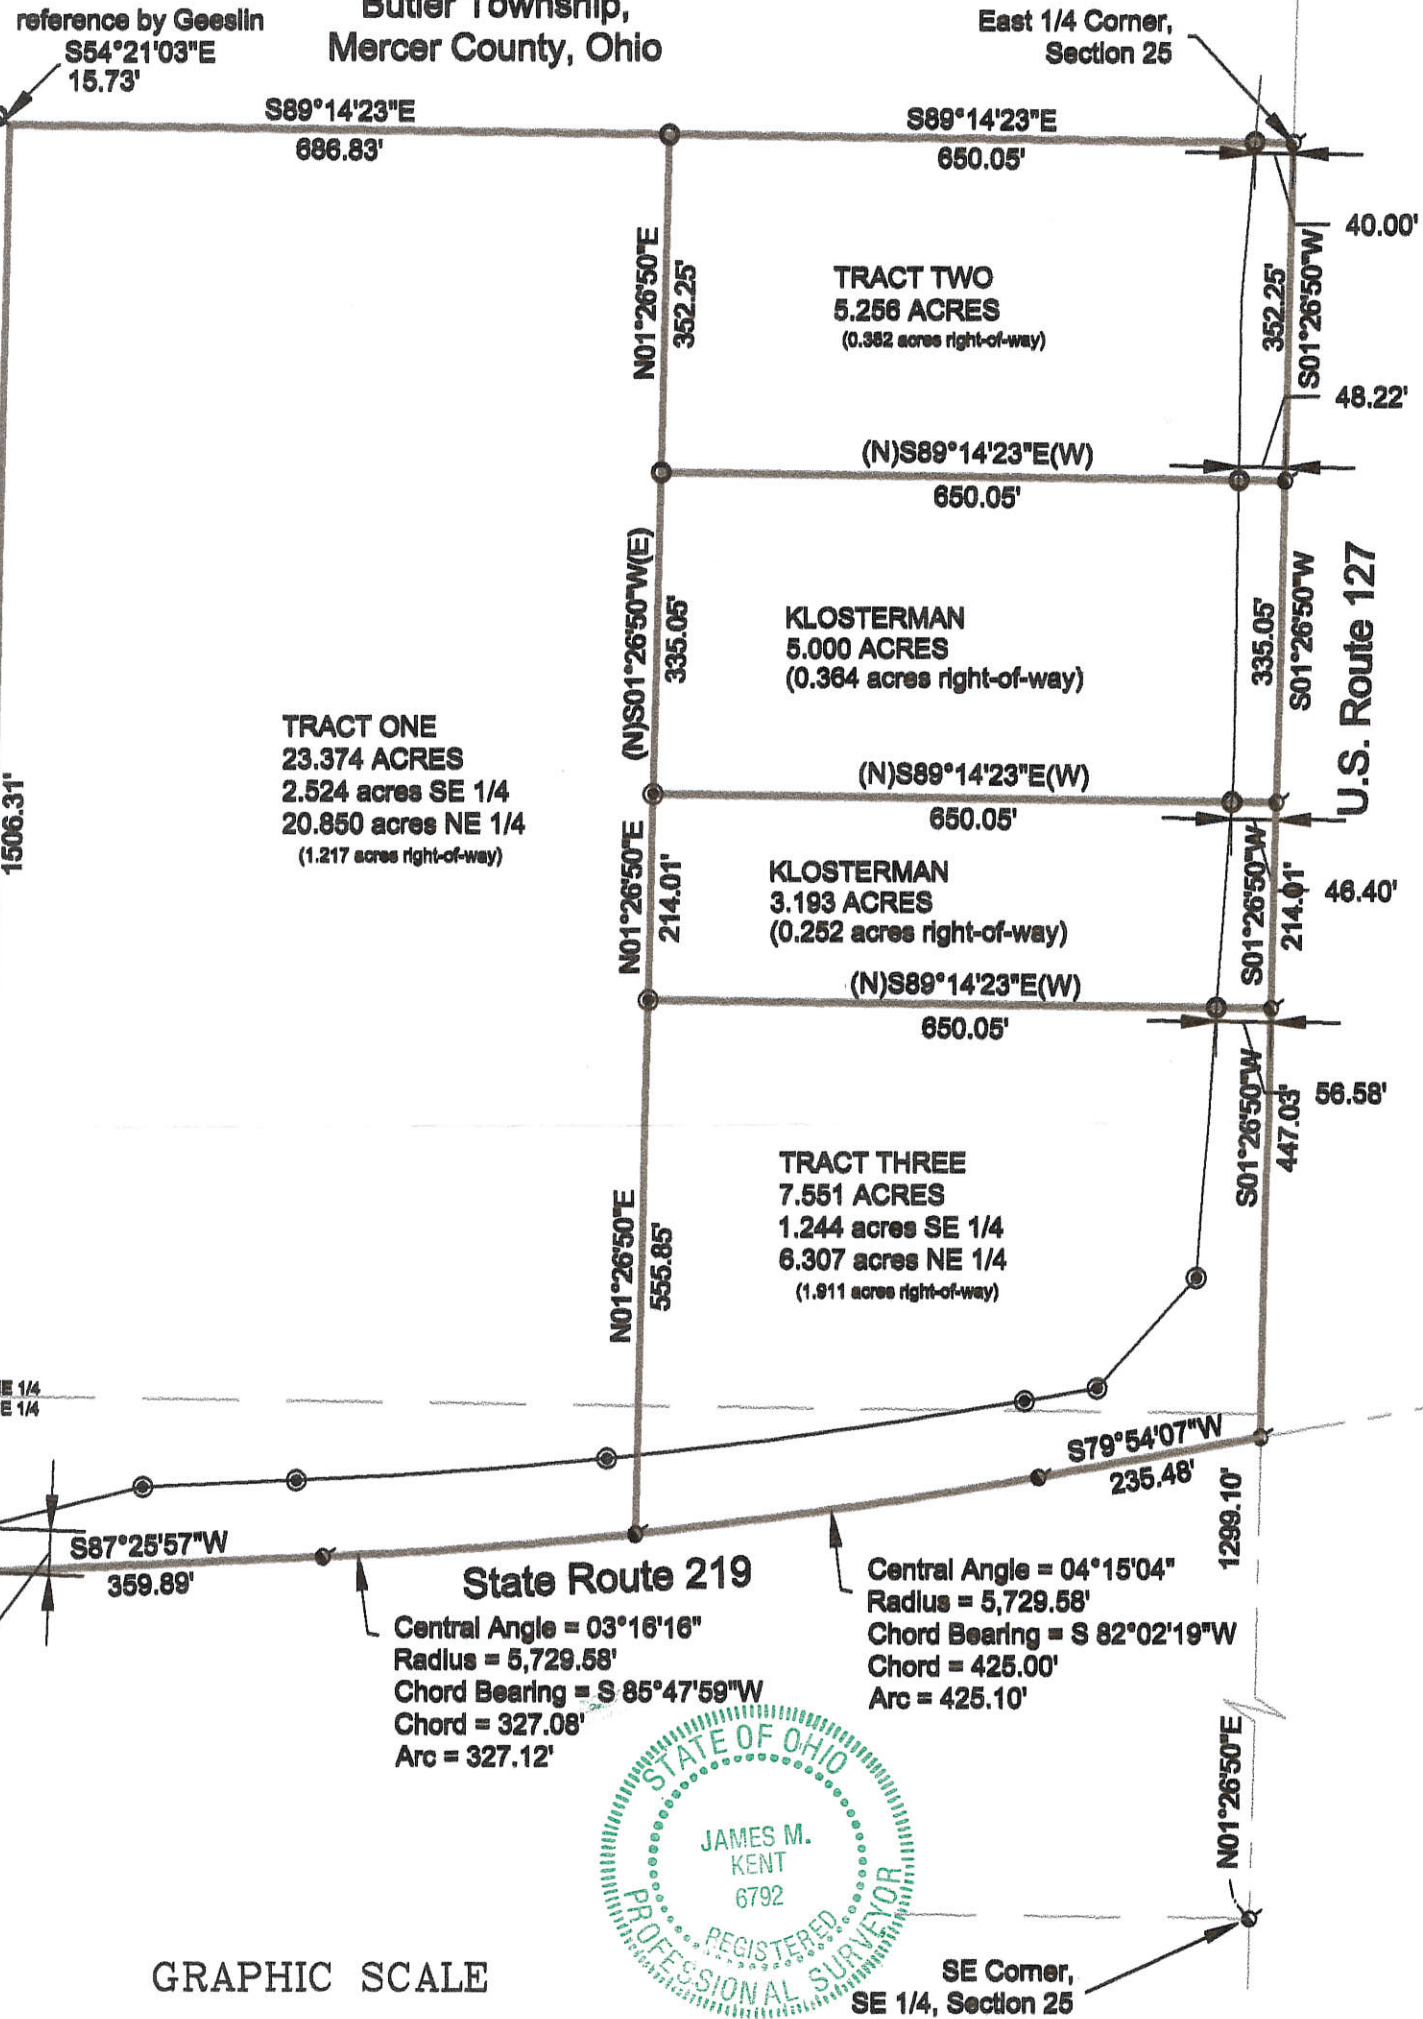 reference by Geeslin
S54°21'03"E
15.73'
Butler Township,
Mercer County, Ohio
East 1/4 Corner,
Section 25
S89°14'23"E
686.83'
S89°14'23"E
650.05'
40.00'
N01°26'50"E
352.25'
TRACT TWO
5.256 ACRES
(0.352 acres right-of-way)
352.25'
S01°26'50"W
48.22'
(N)S89°14'23"E(W)
650.05'
(N)S01°26'50"W(E)
335.05'
KLOSTERMAN
5.000 ACRES
(0.364 acres right-of-way)
335.05'
S01°26'50"W
U.S. Route 127
TRACT ONE
23.374 ACRES
2.524 acres SE 1/4
20.850 acres NE 1/4
(1.217 acres right-of-way)
1506.31'
(N)S89°14'23"E(W)
650.05'
N01°26'50"E
214.01'
KLOSTERMAN
3.193 ACRES
(0.252 acres right-of-way)
S01°26'50"W
214.01'
46.40'
(N)S89°14'23"E(W)
650.05'
S01°26'50"W
447.03'
56.58'
N01°26'50"E
555.85'
TRACT THREE
7.551 ACRES
1.244 acres SE 1/4
6.307 acres NE 1/4
(1.911 acres right-of-way)
E 1/4
E 1/4
S79°54'07"W
235.48'
S87°25'57"W
359.89'
State Route 219
Central Angle = 03°16'16"
Radius = 5,729.58'
Chord Bearing = S 85°47'59"W
Chord = 327.08'
Arc = 327.12'
Central Angle = 04°15'04"
Radius = 5,729.58'
Chord Bearing = S 82°02'19"W
Chord = 425.00'
Arc = 425.10'
1299.10'
N01°26'50"E
STATE OF OHIO
JAMES M.
KENT
6792
REGISTERED
PROFESSIONAL SURVEYOR
GRAPHIC SCALE
SE Corner,
SE 1/4, Section 25